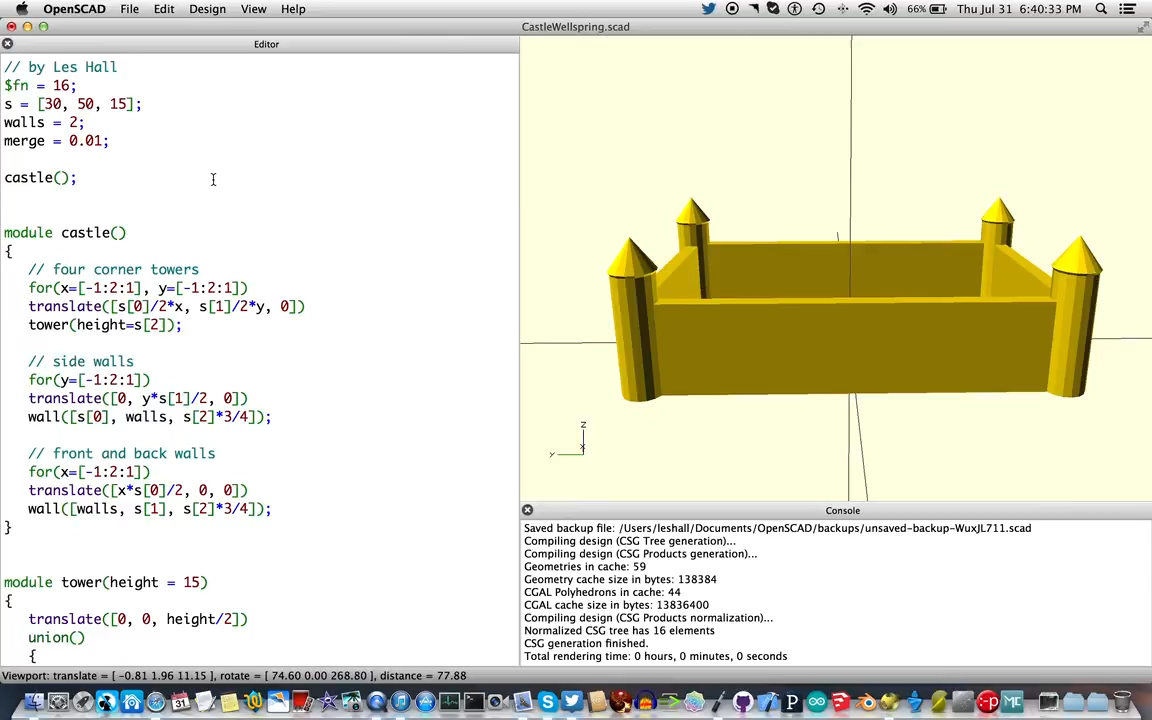 OpenSCAD File Edit Design View Help 66% Thu Jul 31 6:40:33 PM
CastleWellspring.scad
Editor
// by Les Hall
$fn = 16;
s = [30, 50, 15];
walls = 2;
merge = 0.01;
castle();
module castle()
{
// four corner towers
for(x=[-1:2:1], y=[-1:2:1])
translate([s[0]/2*x, s[1]/2*y, 0])
tower(height=s[2]);
// side walls
for(y=[-1:2:1])
translate([0, y*s[1]/2, 0])
wall([s[0], walls, s[2]*3/4]);
// front and back walls
for(x=[-1:2:1])
translate([x*s[0]/2, 0, 0])
wall([walls, s[1], s[2]*3/4]);
}
module tower(height = 15)
{
translate([0, 0, height/2])
union()
{
z
x
Y
Console
Saved backup file: /Users/leshall/Documents/OpenSCAD/backups/unsaved-backup-WuxJL711.scad
Compiling design (CSG Tree generation)...
Compiling design (CSG Products generation)...
Geometries in cache: 59
Geometry cache size in bytes: 138384
CGAL Polyhedrons in cache: 44
CGAL cache size in bytes: 13836400
Compiling design (CSG Products normalization)...
Normalized CSG tree has 16 elements
CSG generation finished.
Total rendering time: 0 hours, 0 minutes, 0 seconds
Viewport: translate = [ -0.81 1.96 11.15 ], rotate = [ 74.60 0.00 268.80 ], distance = 77.88